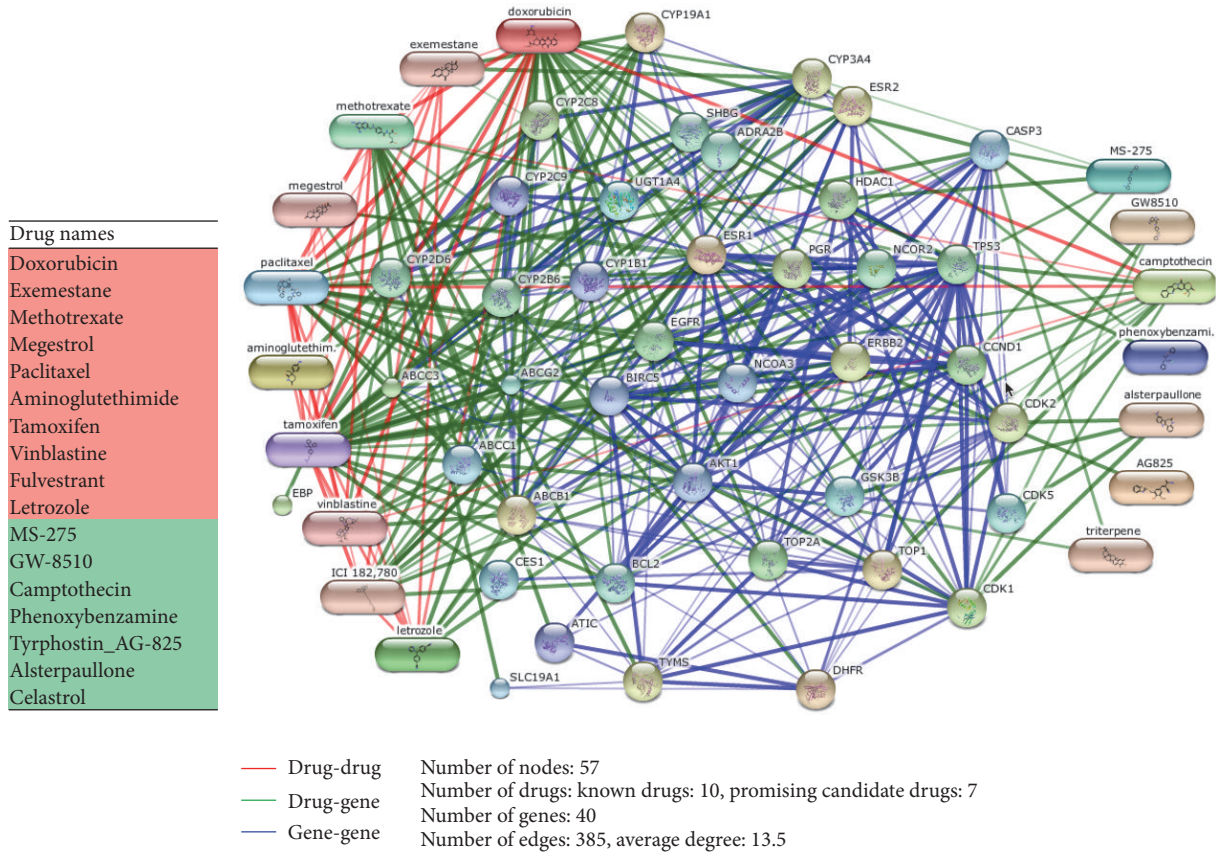 Drug names
Doxorubicin
Exemestane
Methotrexate
Megestrol
Paclitaxel
Aminoglutethimide
Tamoxifen
Vinblastine
Fulvestrant
Letrozole
MS-275
GW-8510
Camptothecin
Phenoxybenzamine
Tyrphostin_AG-825
Alsterpaullone
Celastrol
doxorubicin
CYP19A1
exemestane
CYP3A4
ESR2
methotrexate
CYP2C8
SHBG
ADRA2B
CASP3
MS-275
megestrol
CYP2C9
UGT1A4
HDAC1
GW8510
paclitaxel
CYP2D6
CYP2B6
CYP1B1
ESR1
PGR
NCOR2
TP53
camptothecin
aminoglutethim.
ABCC3
ABCG2
EGFR
BIRC5
NCOA3
ERBB2
CCND1
phenoxybenzami.
tamoxifen
ABCC1
AKT1
GSK3B
CDK2
alsterpaullone
EBP
vinblastine
ABCB1
CDK5
AG825
ICI 182,780
CES1
BCL2
TOP2A
TOP1
CDK1
triterpene
letrozole
ATIC
SLC19A1
TYMS
DHFR
Drug-drug
Drug-gene
Gene-gene
Number of nodes: 57
Number of drugs: known drugs: 10, promising candidate drugs: 7
Number of genes: 40
Number of edges: 385, average degree: 13.5